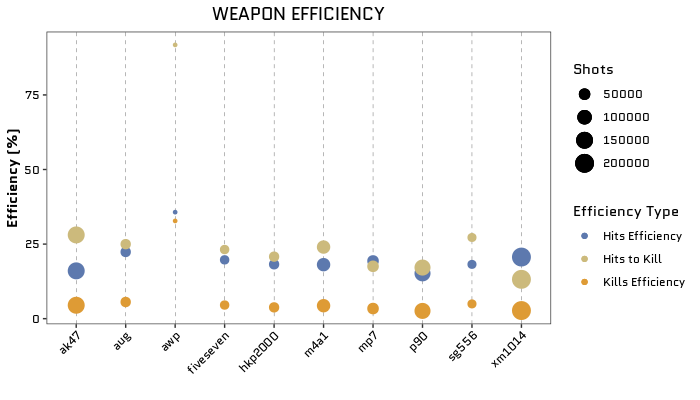 WEAPON EFFICIENCY
Efficiency (%)
75
50
25
0
ak47
aug
awp
fiveseven
hkp2000
m4a1
mp7
p90
sg556
xm1014
Shots
50000
100000
150000
200000
Efficiency Type
Hits Efficiency
Hits to Kill
Kills Efficiency